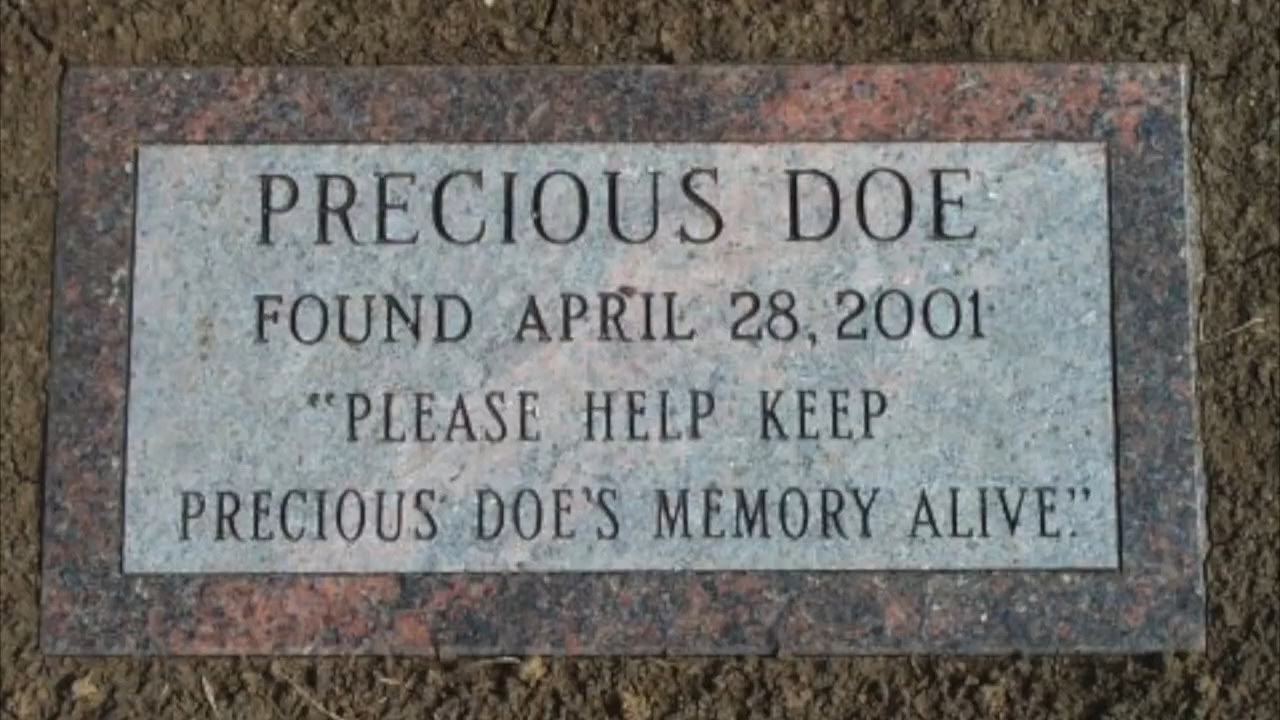 PRECIOUS DOE
FOUND APRIL 28, 2001
“PLEASE HELP KEEP
PRECIOUS DOE'S MEMORY ALIVE.”